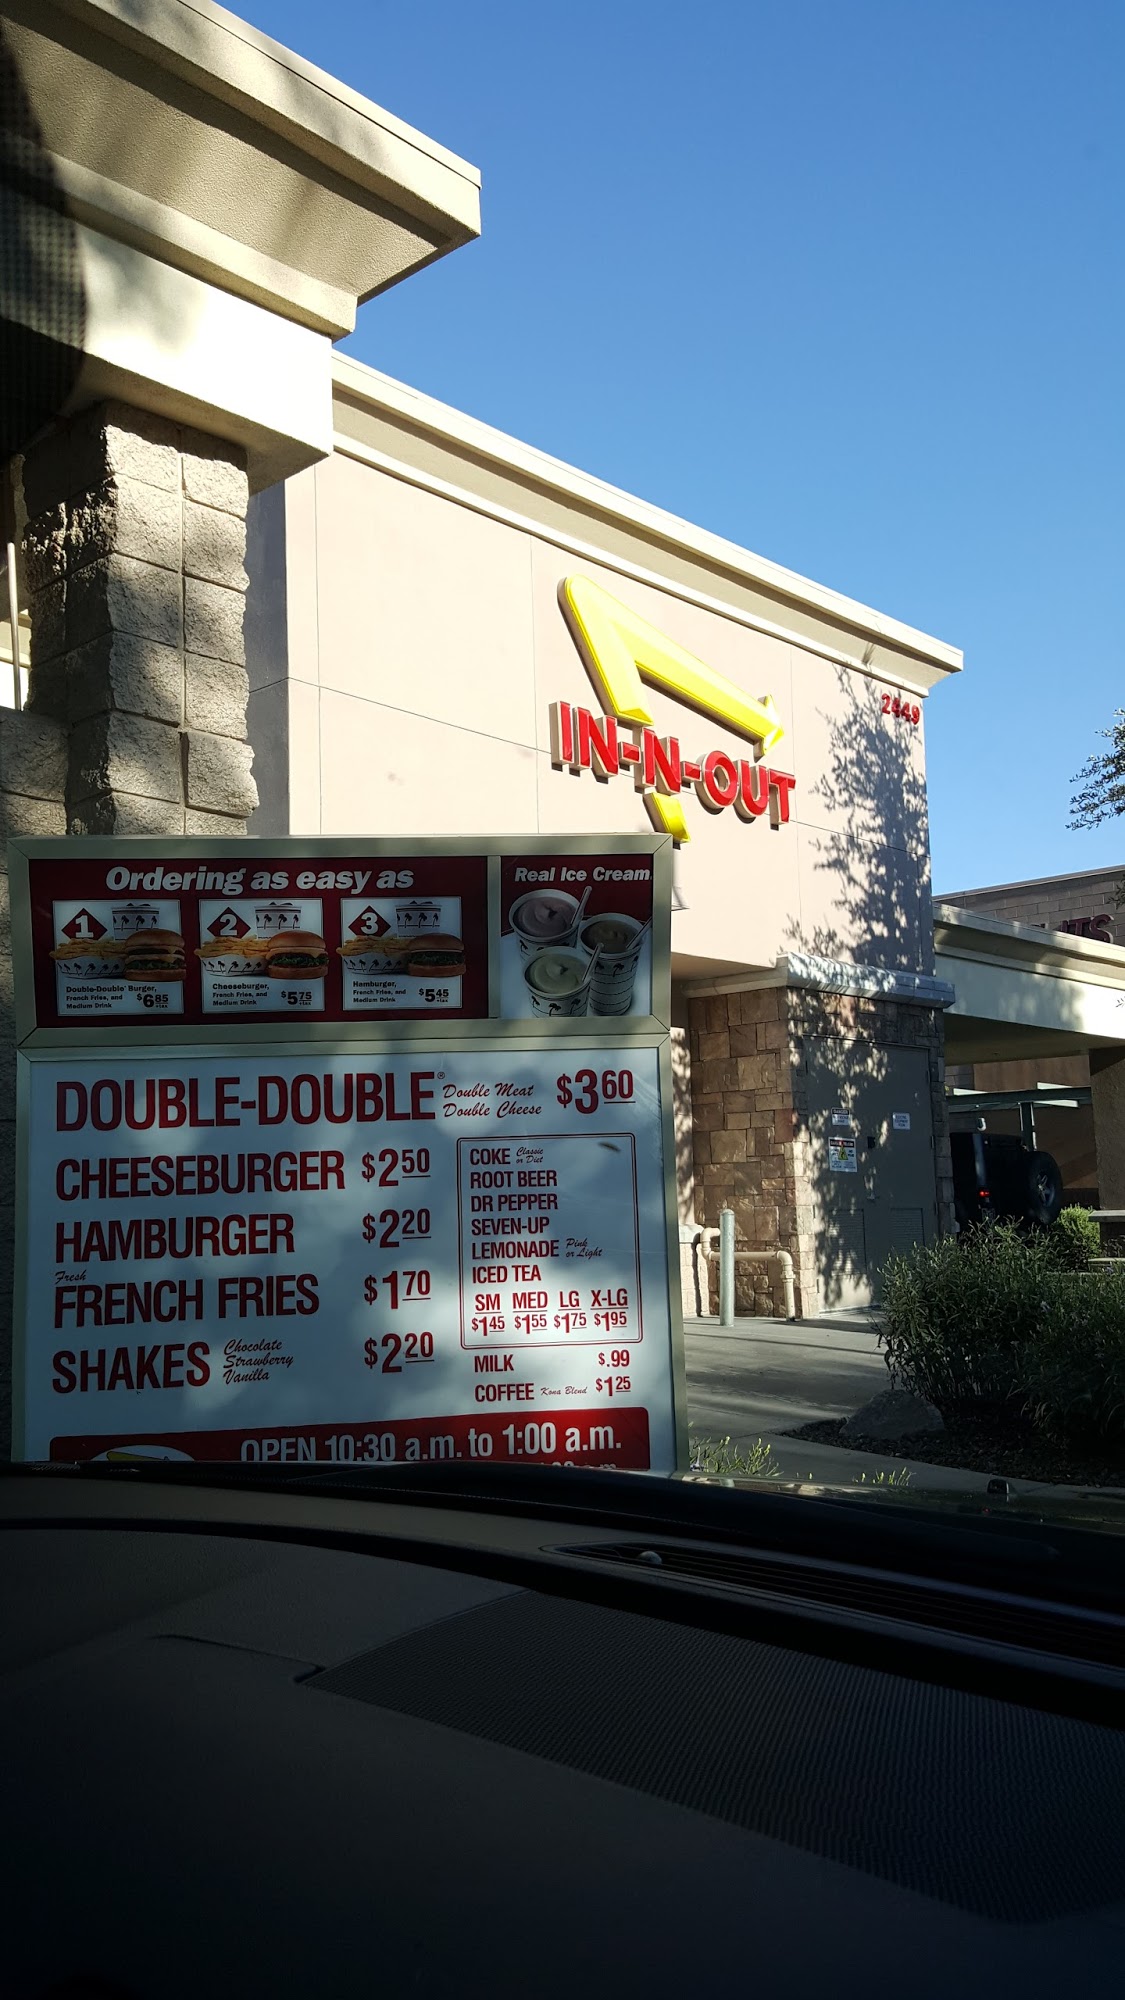 IN-N-OUT
2449
Ordering as easy as
1
Double-Double® Burger,
French Fries, and
Medium Drink
$6.85
2
Cheeseburger,
French Fries, and
Medium Drink
$5.75
3
Hamburger,
French Fries, and
Medium Drink
$5.45
Real Ice Cream
DOUBLE-DOUBLE® Double Meat Double Cheese $3.60
CHEESEBURGER $2.50
HAMBURGER $2.20
Fresh
FRENCH FRIES $1.70
SHAKES Chocolate Strawberry Vanilla $2.20
COKE Classic or Diet
ROOT BEER
DR PEPPER
SEVEN-UP
LEMONADE Pink or Light
ICED TEA
SM MED LG X-LG
$1.45 $1.55 $1.75 $1.95
MILK $.99
COFFEE Kona Blend $1.25
OPEN 10:30 a.m. to 1:00 a.m.